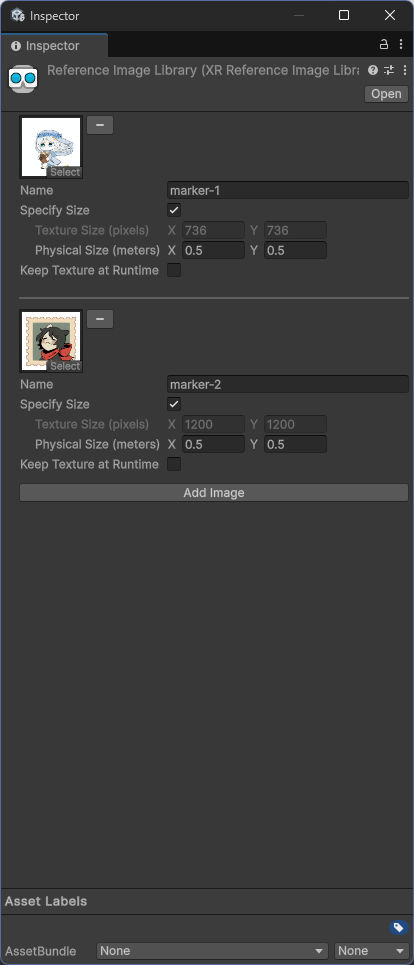 Inspector
Inspector
Reference Image Library (XR Reference Image Libra
Open
Select
Name marker-1
Specify Size
Texture Size (pixels) X 736 Y 736
Physical Size (meters) X 0.5 Y 0.5
Keep Texture at Runtime
Select
Name marker-2
Specify Size
Texture Size (pixels) X 1200 Y 1200
Physical Size (meters) X 0.5 Y 0.5
Keep Texture at Runtime
Add Image
Asset Labels
AssetBundle None None